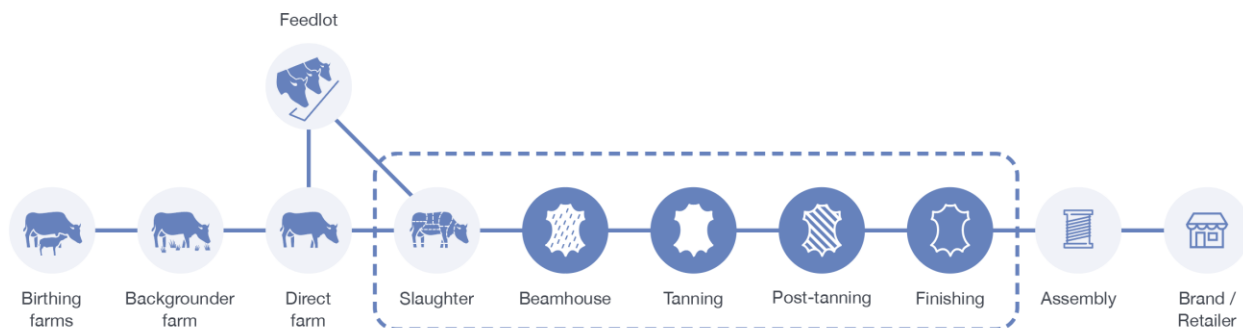 Feedlot
Birthing
farms
Backgrounder
farm
Direct
farm
Slaughter
Beamhouse
Tanning
Post-tanning
Finishing
Assembly
Brand /
Retailer